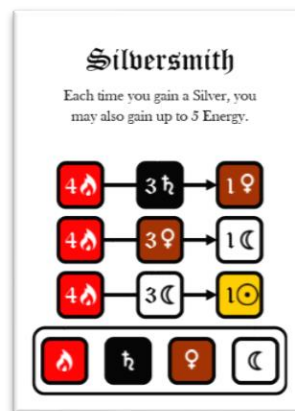 Silversmith
Each time you gain a Silver, you
may also gain up to 5 Energy.
4 3♄ 1♀
4 3♀ 1☾
4 3☾ 1☉
♄ ♀ ☾